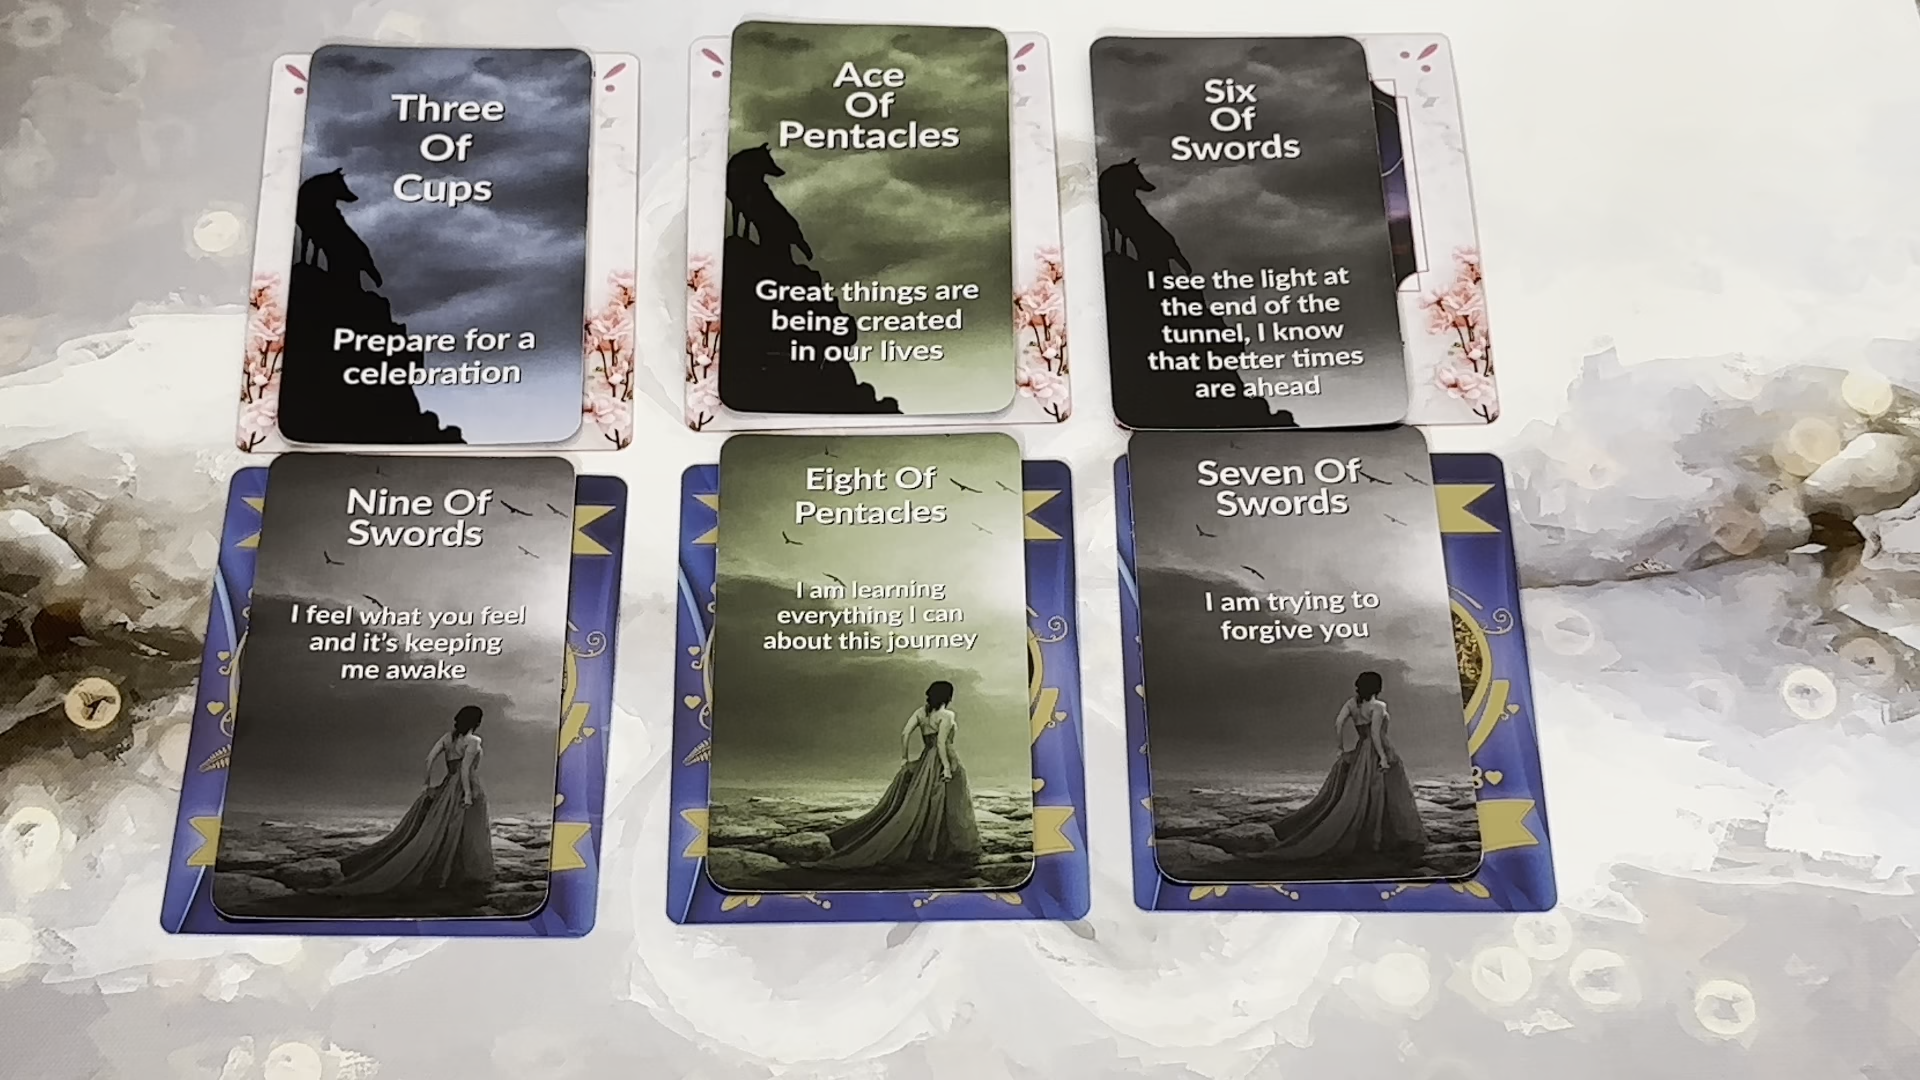 Three
Of
Cups
Prepare for a
celebration
Ace
Of
Pentacles
Great things are
being created
in our lives
Six
Of
Swords
I see the light at
the end of the
tunnel, I know
that better times
are ahead
Nine Of
Swords
I feel what you feel
and it's keeping
me awake
Eight Of
Pentacles
I am learning
everything I can
about this journey
Seven Of
Swords
I am trying to
forgive you